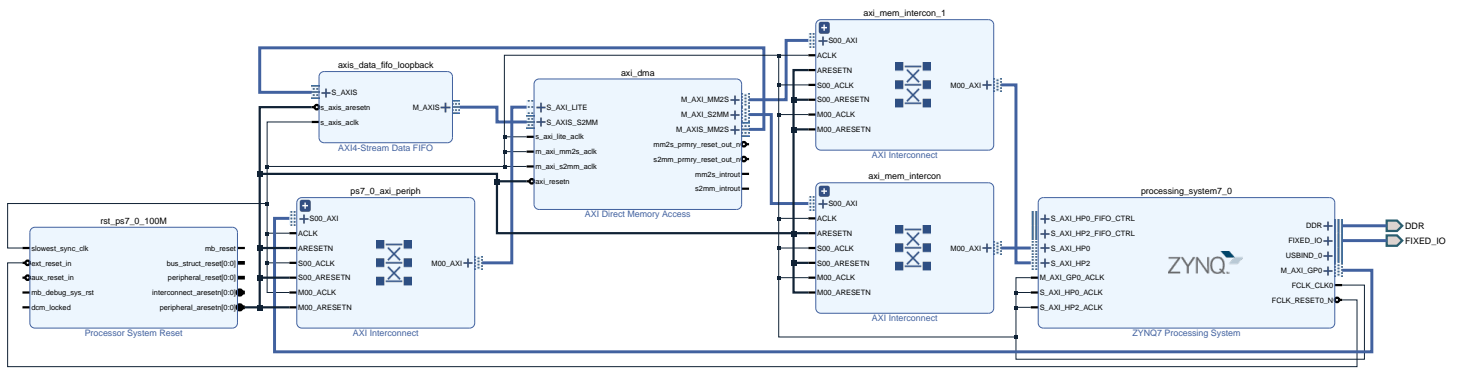 axi_mem_intercon_1
S00_AXI
ACLK
ARESETN
S00_ACLK
S00_ARESETN
M00_ACLK
M00_ARESETN
M00_AXI
AXI Interconnect
axis_data_fifo_loopback
S_AXIS
s_axis_aresetn
s_axis_aclk
M_AXIS
AXI4-Stream Data FIFO
axi_dma
S_AXI_LITE
S_AXIS_S2MM
s_axi_lite_aclk
m_axi_mm2s_aclk
m_axi_s2mm_aclk
axi_resetn
M_AXI_MM2S
M_AXI_S2MM
M_AXIS_MM2S
mm2s_prmry_reset_out_n
s2mm_prmry_reset_out_n
mm2s_introut
s2mm_introut
AXI Direct Memory Access
axi_mem_intercon
S00_AXI
ACLK
ARESETN
S00_ACLK
S00_ARESETN
M00_ACLK
M00_ARESETN
M00_AXI
AXI Interconnect
ps7_0_axi_periph
S00_AXI
ACLK
ARESETN
S00_ACLK
S00_ARESETN
M00_ACLK
M00_ARESETN
M00_AXI
AXI Interconnect
rst_ps7_0_100M
slowest_sync_clk
ext_reset_in
aux_reset_in
mb_debug_sys_rst
dcm_locked
mb_reset
bus_struct_reset[0:0]
peripheral_reset[0:0]
interconnect_aresetn[0:0]
peripheral_aresetn[0:0]
Processor System Reset
processing_system7_0
S_AXI_HP0_FIFO_CTRL
S_AXI_HP2_FIFO_CTRL
S_AXI_HP0
S_AXI_HP2
M_AXI_GP0_ACLK
S_AXI_HP0_ACLK
S_AXI_HP2_ACLK
ZYNQ
DDR
FIXED_IO
USBIND_0
M_AXI_GP0
FCLK_CLK0
FCLK_RESET0_N
ZYNQ7 Processing System
DDR
FIXED_IO